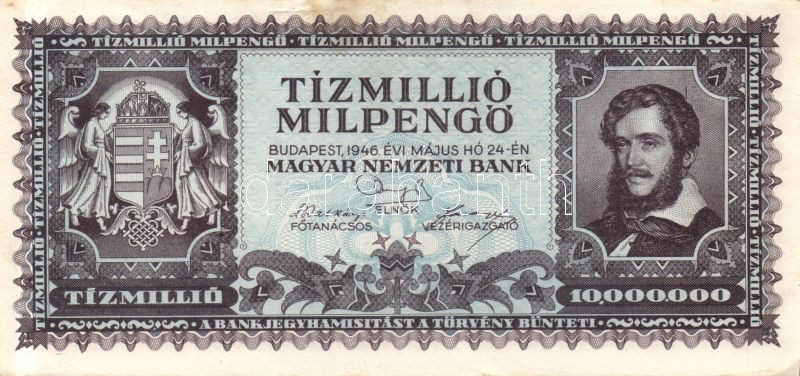 TÍZMILLIÓ MILPENGŐ · TÍZMILLIÓ MILPENGŐ · TÍZMILLIÓ MILPENGŐ
TÍZMILLIÓ
MILPENGŐ
BUDAPEST, 1946. ÉVI MÁJUS HÓ 24-ÉN
MAGYAR NEMZETI BANK
ELNÖK
FŐTANÁCSOS VEZÉRIGAZGATÓ
TÍZMILLIÓ 10,000.000
A BANKJEGYHAMISÍTÁST A TÖRVÉNY BÜNTETI